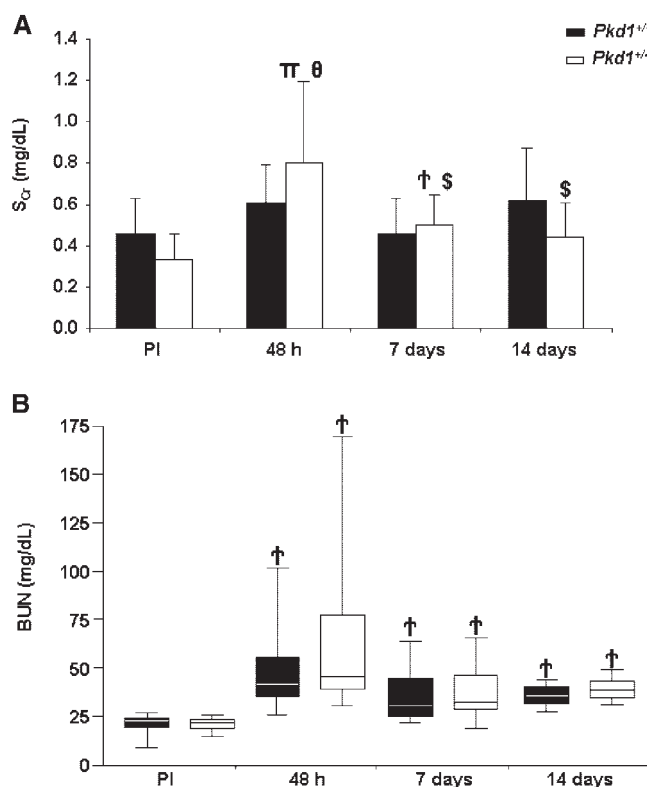 A
Pkd1+/
Pkd1+/-
1.4
1.2
1.0
0.8
0.6
0.4
0.2
0.0
SCr (mg/dL)
π θ
† $
$
PI 48 h 7 days 14 days
B
175
150
125
100
75
50
25
0
BUN (mg/dL)
†
†
† †
† †
PI 48 h 7 days 14 days